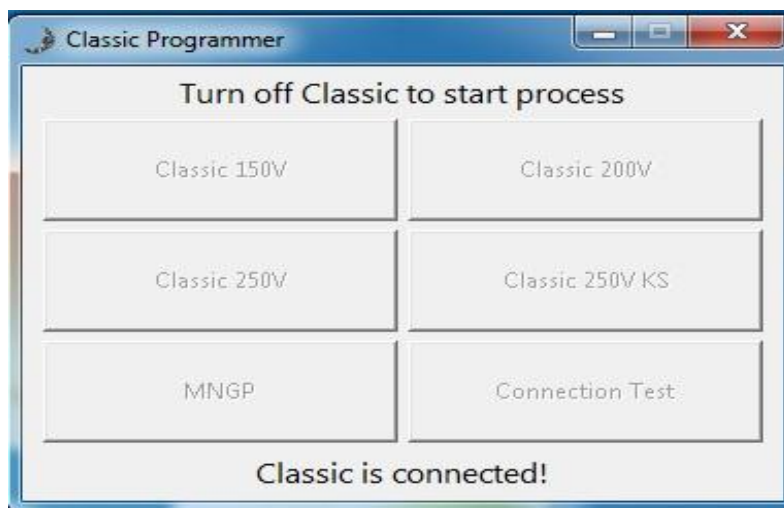 Classic Programmer
Turn off Classic to start process
Classic 150V
Classic 200V
Classic 250V
Classic 250V KS
MNGP
Connection Test
Classic is connected!